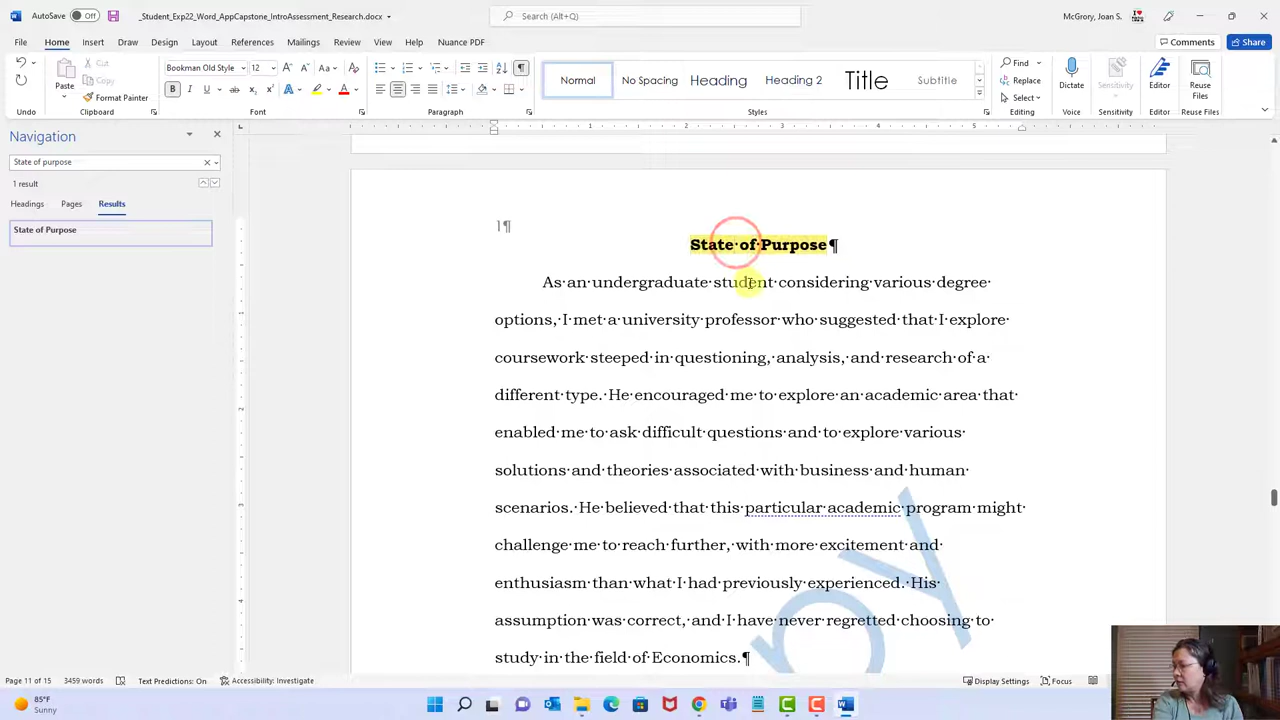 AutoSave Off _Student_Exp22_Word_AppCapstone_IntroAssessment_Research.docx Search (Alt+Q) McGrory, Joan S.
File Home Insert Draw Design Layout References Mailings Review View Help Nuance PDF Comments Share
Paste Cut Copy Format Painter
Bookman Old Style 12
Normal No Spacing Heading Heading 2 Title Subtitle
Find Replace Select
Dictate Sensitivity Editor Reuse Files
Clipboard Font Paragraph Styles Editing Voice Sensitivity Editor Reuse Files
Navigation
State of purpose
1 result
Headings Pages Results
State of Purpose
1¶
State·of·Purpose¶
As·an·undergraduate·student·considering·various·degree·
options,·I·met·a·university·professor·who·suggested·that·I·explore·
coursework·steeped·in·questioning,·analysis,·and·research·of·a·
different·type.·He·encouraged·me·to·explore·an·academic·area·that·
enabled·me·to·ask·difficult·questions·and·to·explore·various·
solutions·and·theories·associated·with·business·and·human·
scenarios.·He·believed·that·this·particular·academic·program·might·
challenge·me·to·reach·further,·with·more·excitement·and·
enthusiasm·than·what·I·had·previously·experienced.·His·
assumption·was·correct,·and·I·have·never·regretted·choosing·to·
study·in·the·field·of·Economics.¶
py
Page 11 of 15 3459 words Text Predictions: On Accessibility: Investigate Display Settings Focus
85°F
Sunny